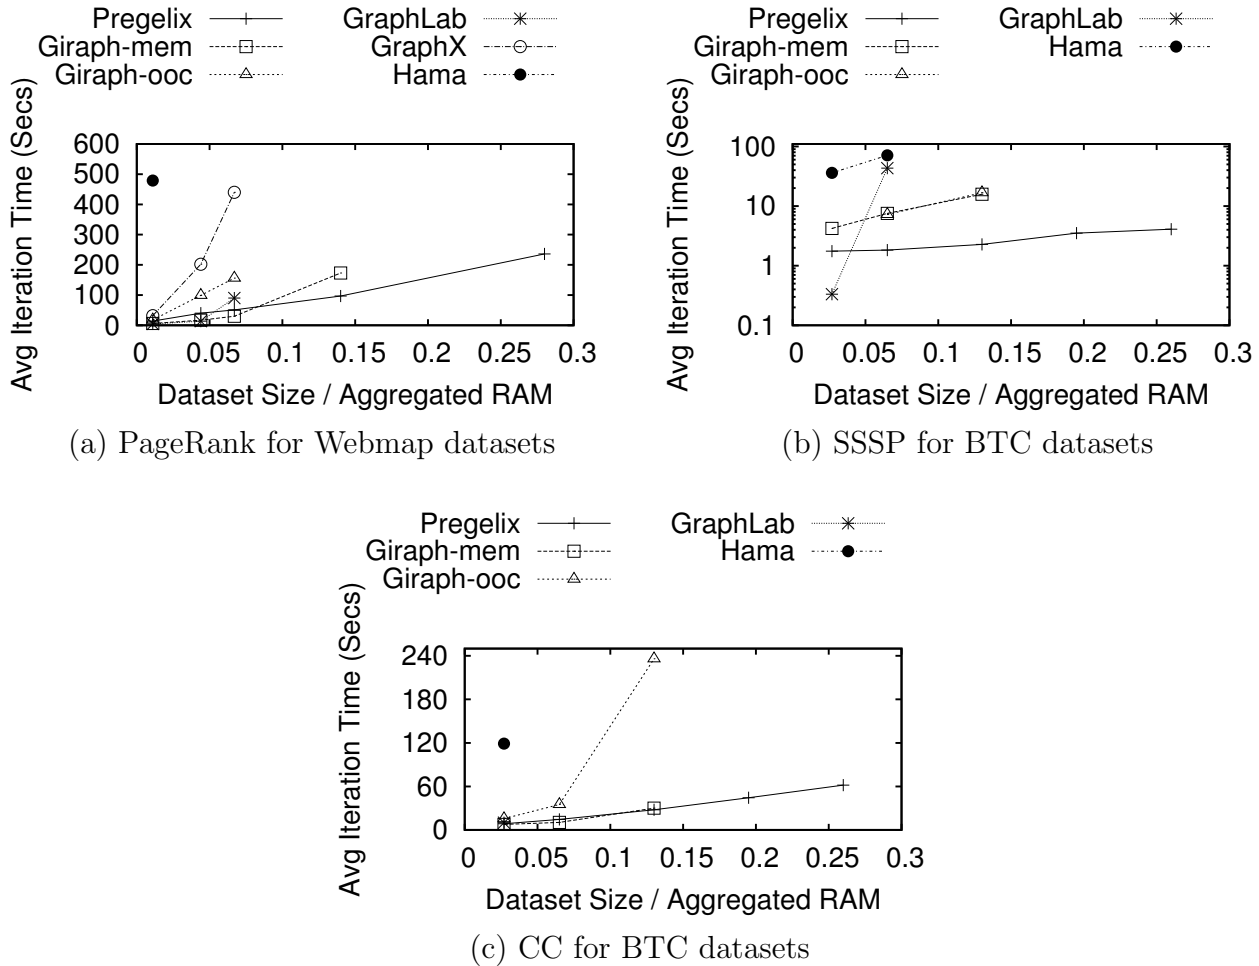 Pregelix
Giraph-mem
Giraph-ooc
GraphLab
GraphX
Hama
Avg Iteration Time (Secs)
600
500
400
300
200
100
0
0 0.05 0.1 0.15 0.2 0.25 0.3
Dataset Size / Aggregated RAM
(a) PageRank for Webmap datasets
Pregelix
Giraph-mem
Giraph-ooc
GraphLab
Hama
Avg Iteration Time (Secs)
100
10
1
0.1
0 0.05 0.1 0.15 0.2 0.25 0.3
Dataset Size / Aggregated RAM
(b) SSSP for BTC datasets
Pregelix
Giraph-mem
Giraph-ooc
GraphLab
Hama
Avg Iteration Time (Secs)
240
180
120
60
0
0 0.05 0.1 0.15 0.2 0.25 0.3
Dataset Size / Aggregated RAM
(c) CC for BTC datasets